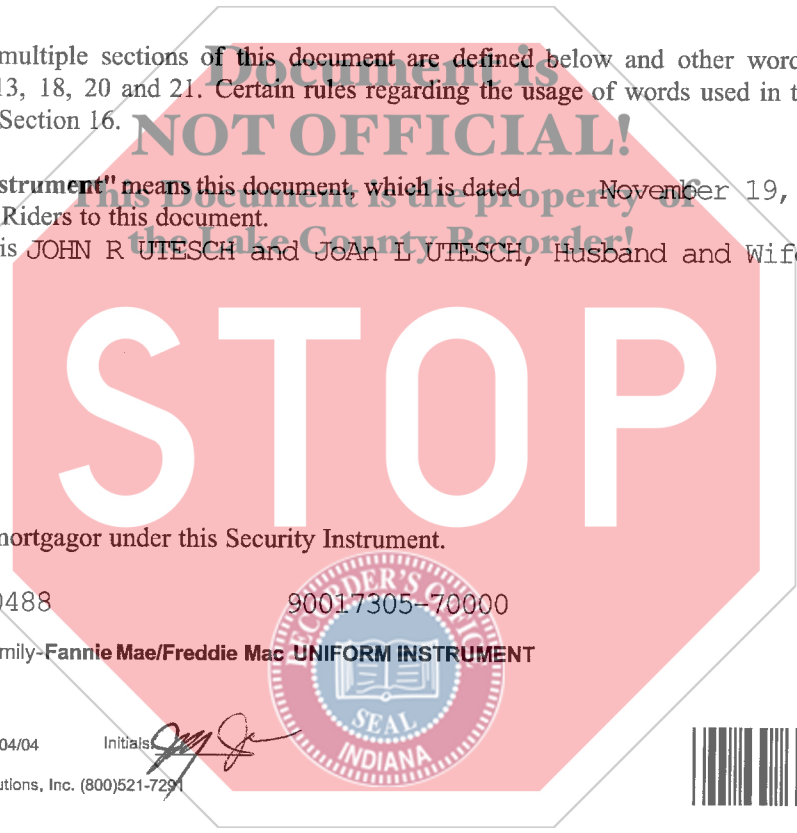 multiple sections of this document are defined below and other word
13, 18, 20 and 21. Certain rules regarding the usage of words used in t
Section 16.
Document is
NOT OFFICIAL!
This Document is the property of
the Lake County Recorder!
strument" means this document, which is dated November 19,
Riders to this document.
is JOHN R UTESCH and JoAn L UTESCH, Husband and Wife
STOP
mortgagor under this Security Instrument.
0488 90017305-70000
mily-Fannie Mae/Freddie Mac UNIFORM INSTRUMENT
RECORDER'S OFFICE
SEAL
INDIANA
04/04 Initials:
utions, Inc. (800)521-7291